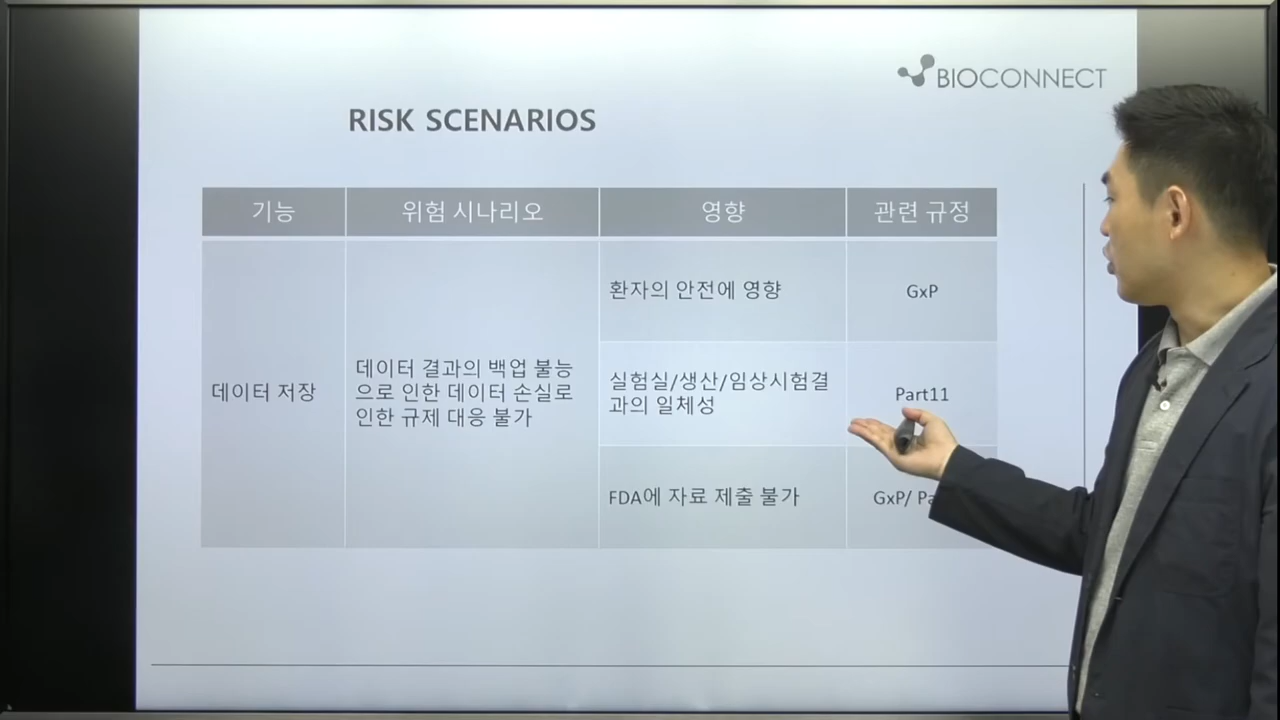 BIOCONNECT
RISK SCENARIOS
기능 위험 시나리오 영향 관련 규정
환자의 안전에 영향 GxP
데이터 저장
데이터 결과의 백업 불능
으로 인한 데이터 손실로
인한 규제 대응 불가
실험실/생산/임상시험결
과의 일체성
Part11
FDA에 자료 제출 불가 GxP/